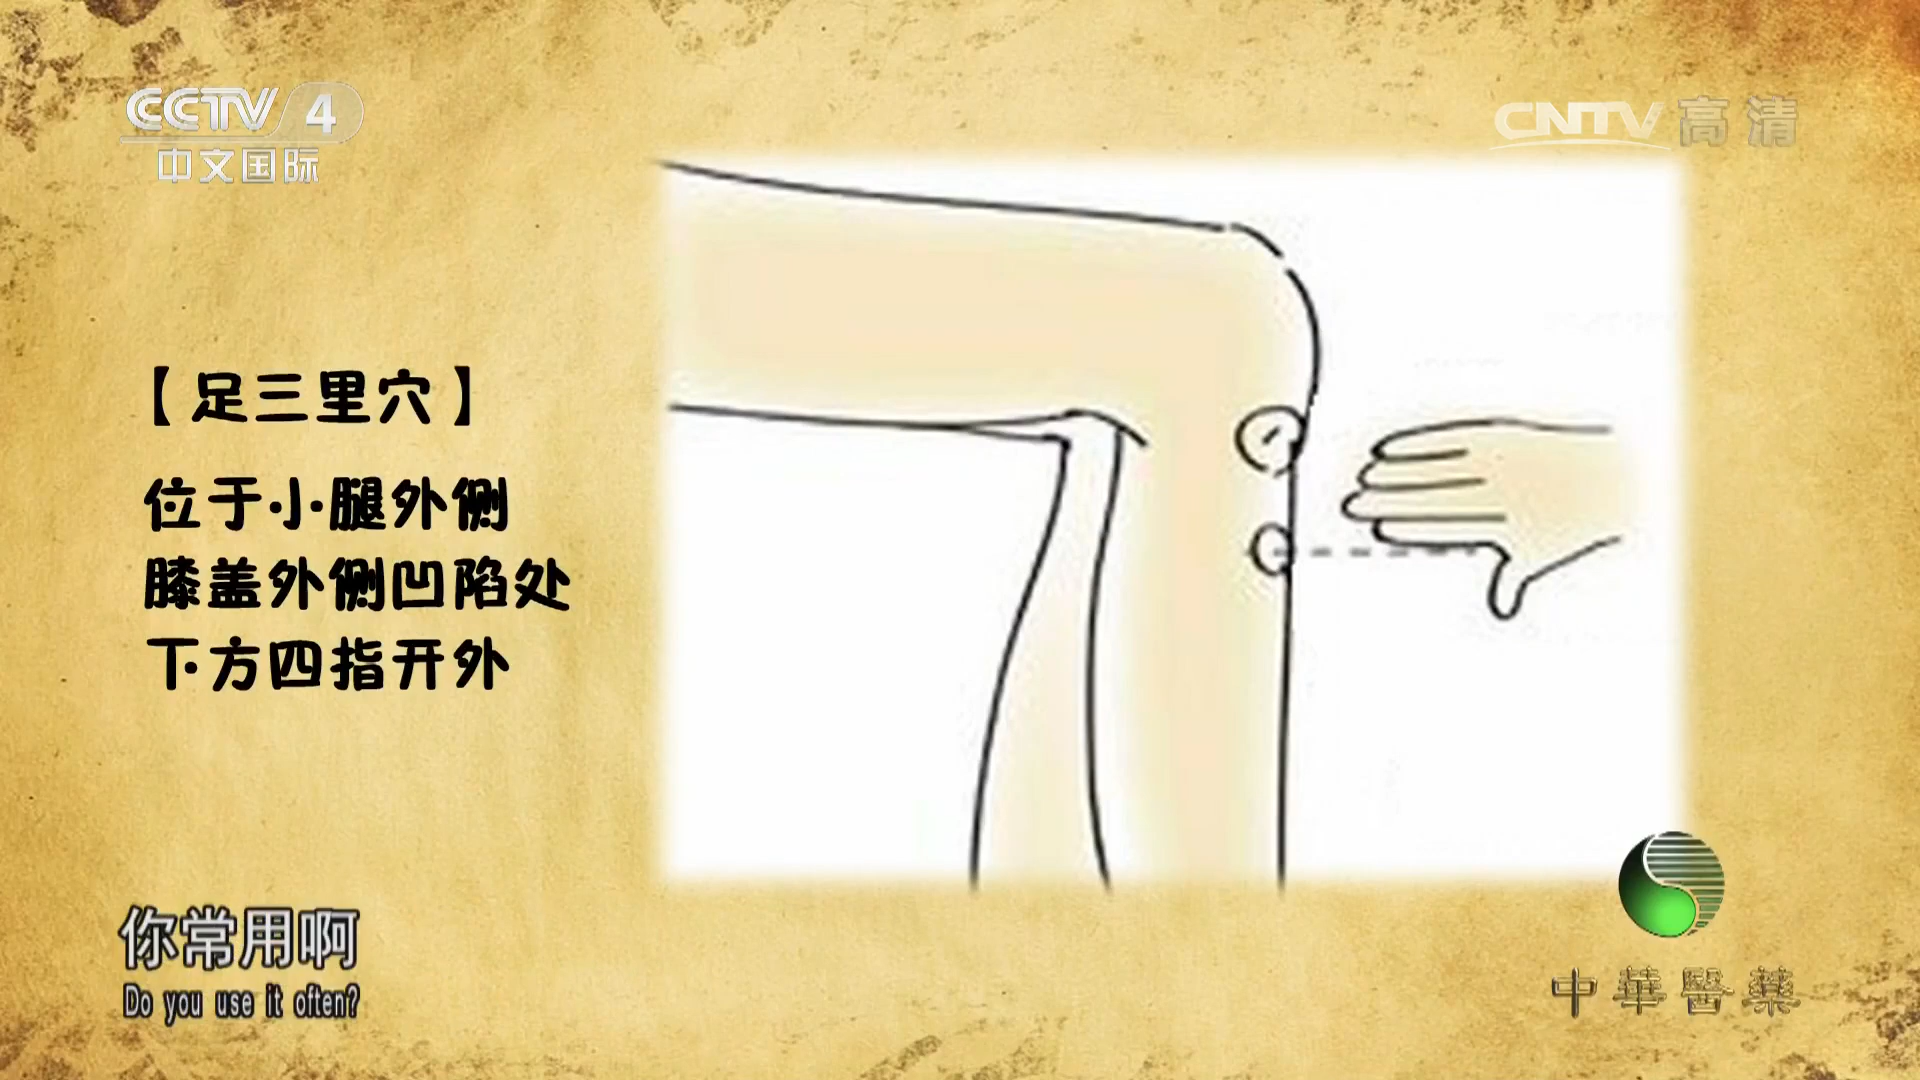 CCTV 4
中文国际
CNTV 高清
【足三里穴】
位于小腿外侧
膝盖外侧凹陷处
下方四指开外
你常用啊
Do you use it often?
中華醫藥